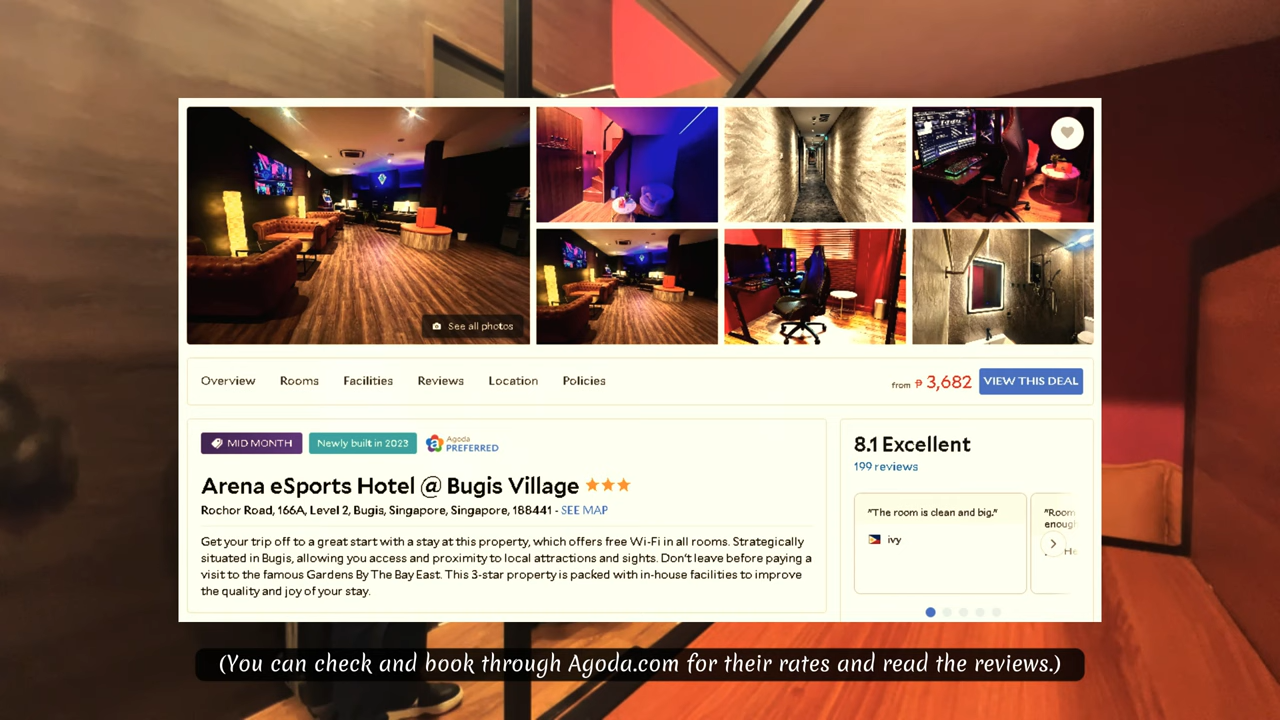 See all photos
Overview Rooms Facilities Reviews Location Policies
from ₱ 3,682 VIEW THIS DEAL
MID MONTH Newly built in 2023 Agoda PREFERRED
Arena eSports Hotel @ Bugis Village
Rochor Road, 166A, Level 2, Bugis, Singapore, Singapore, 188441 - SEE MAP
Get your trip off to a great start with a stay at this property, which offers free Wi-Fi in all rooms. Strategically
situated in Bugis, allowing you access and proximity to local attractions and sights. Don't leave before paying a
visit to the famous Gardens By The Bay East. This 3-star property is packed with in-house facilities to improve
the quality and joy of your stay.
8.1 Excellent
199 reviews
"The room is clean and big."
ivy
"Room
enough
(You can check and book through Agoda.com for their rates and read the reviews.)